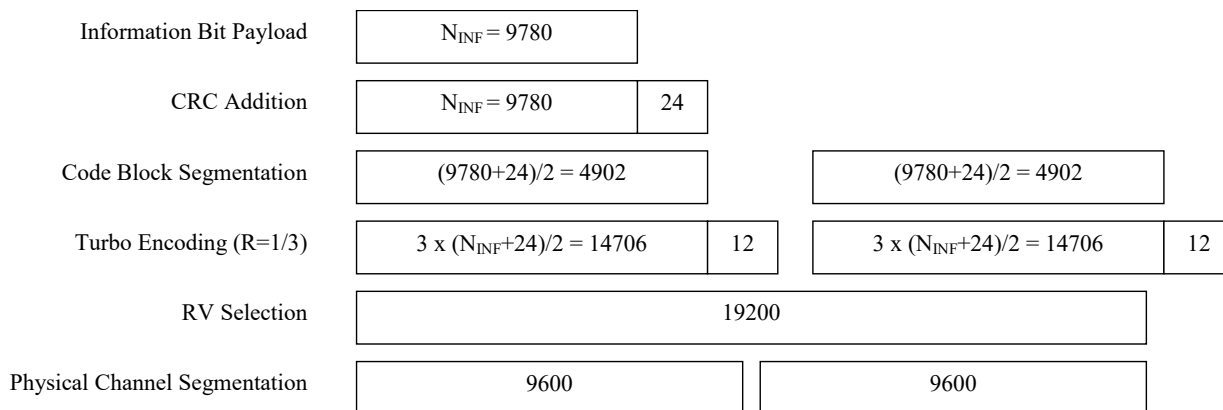 Information Bit Payload N_INF = 9780
CRC Addition N_INF = 9780 24
Code Block Segmentation (9780+24)/2 = 4902 (9780+24)/2 = 4902
Turbo Encoding (R=1/3) 3 x (N_INF+24)/2 = 14706 12 3 x (N_INF+24)/2 = 14706 12
RV Selection 19200
Physical Channel Segmentation 9600 9600